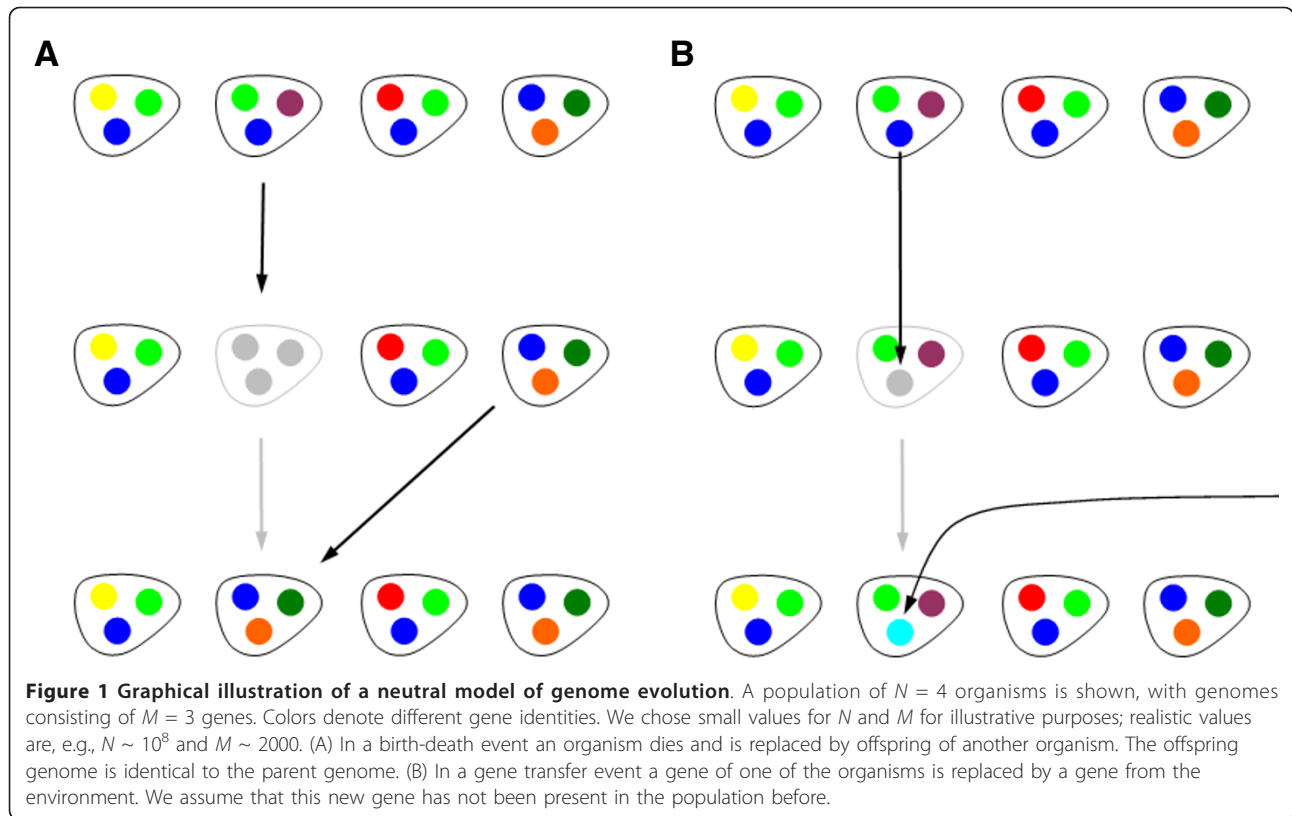 A B
Figure 1 Graphical illustration of a neutral model of genome evolution. A population of N = 4 organisms is shown, with genomes
consisting of M = 3 genes. Colors denote different gene identities. We chose small values for N and M for illustrative purposes; realistic values
are, e.g., N ~ 10⁸ and M ~ 2000. (A) In a birth-death event an organism dies and is replaced by offspring of another organism. The offspring
genome is identical to the parent genome. (B) In a gene transfer event a gene of one of the organisms is replaced by a gene from the
environment. We assume that this new gene has not been present in the population before.